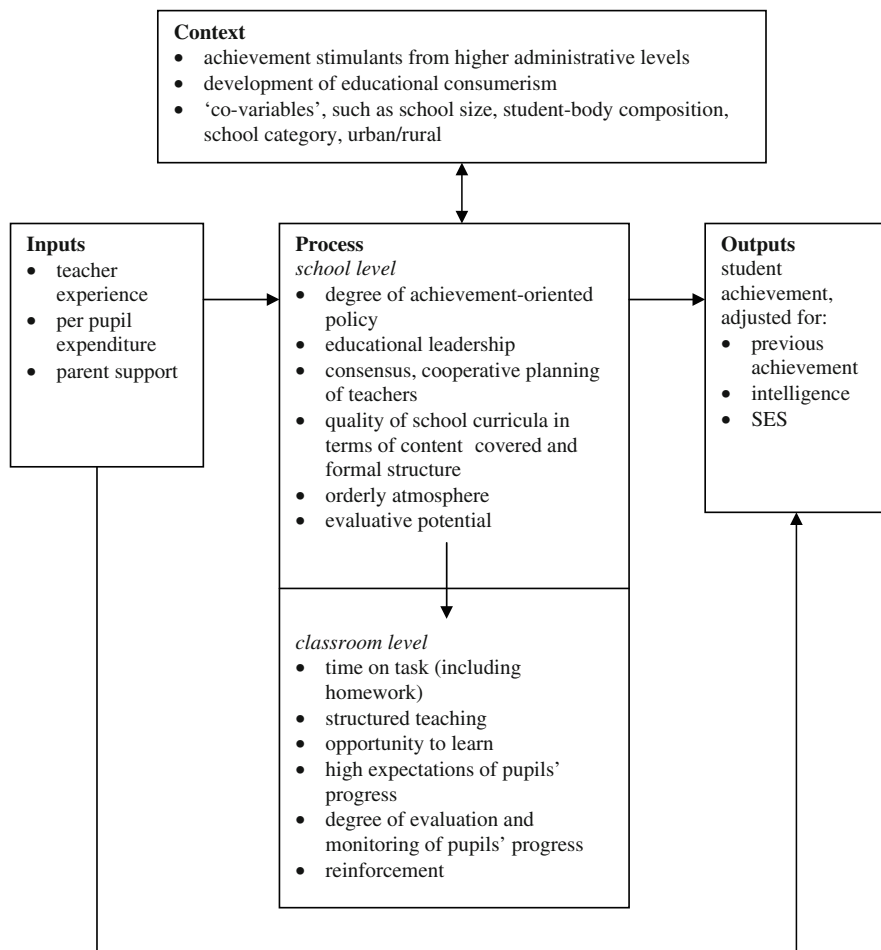 Context
• achievement stimulants from higher administrative levels
• development of educational consumerism
• ‘co-variables’, such as school size, student-body composition,
school category, urban/rural
Inputs
• teacher
experience
• per pupil
expenditure
• parent support
Process
school level
• degree of achievement-oriented
policy
• educational leadership
• consensus, cooperative planning
of teachers
• quality of school curricula in
terms of content covered and
formal structure
• orderly atmosphere
• evaluative potential
classroom level
• time on task (including
homework)
• structured teaching
• opportunity to learn
• high expectations of pupils’
progress
• degree of evaluation and
monitoring of pupils’ progress
• reinforcement
Outputs
student
achievement,
adjusted for:
• previous
achievement
• intelligence
• SES